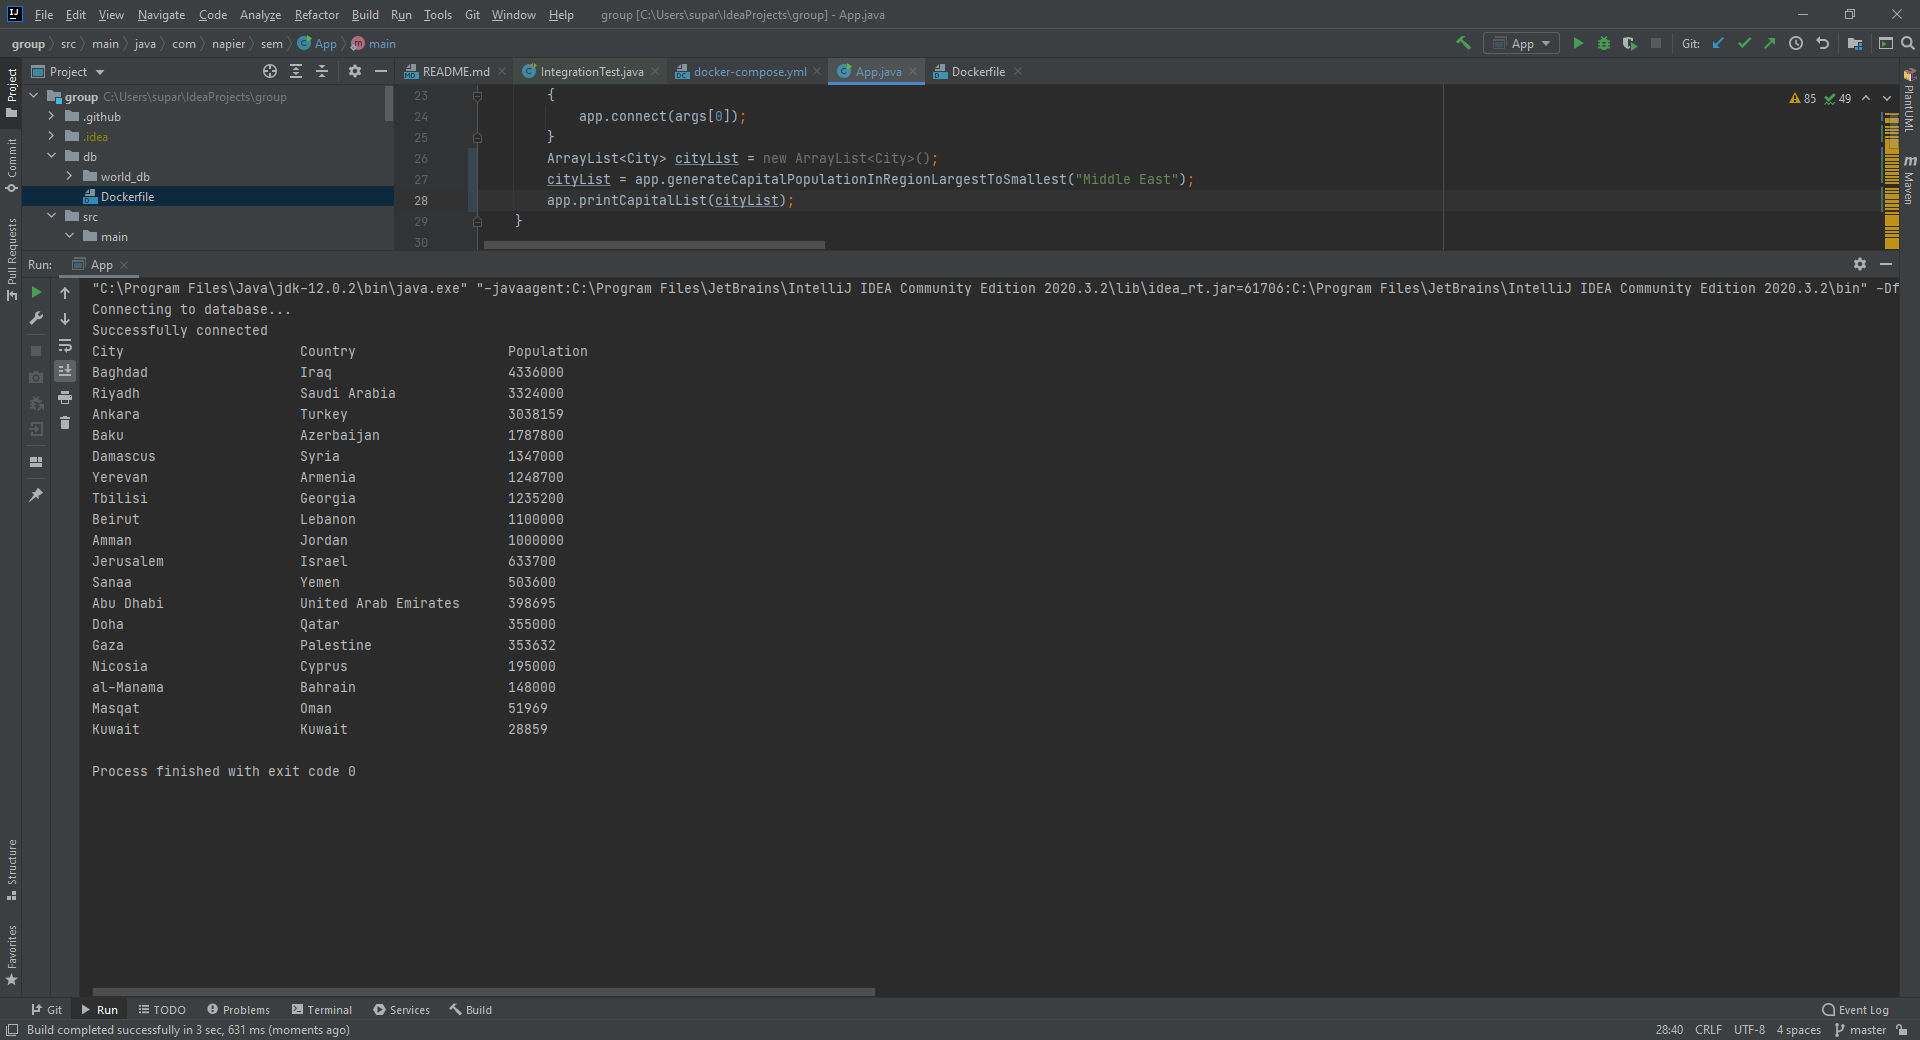 File Edit View Navigate Code Analyze Refactor Build Run Tools Git Window Help group [C:\Users\supar\IdeaProjects\group] - App.java
group src main java com napier sem App main
App Git:
Project
README.md IntegrationTest.java docker-compose.yml App.java Dockerfile
group C:\Users\supar\IdeaProjects\group
.github
.idea
db
world_db
Dockerfile
src
main
23 {
24 app.connect(args[0]);
25 }
26 ArrayList<City> cityList = new ArrayList<City>();
27 cityList = app.generateCapitalPopulationInRegionLargestToSmallest("Middle East");
28 app.printCapitalList(cityList);
29 }
30
85 49
Project
Commit
Pull Requests
Structure
Favorites
PlantUML
Maven
Run: App
"C:\Program Files\Java\jdk-12.0.2\bin\java.exe" "-javaagent:C:\Program Files\JetBrains\IntelliJ IDEA Community Edition 2020.3.2\lib\idea_rt.jar=61706:C:\Program Files\JetBrains\IntelliJ IDEA Community Edition 2020.3.2\bin" -Df
Connecting to database...
Successfully connected
City Country Population
Baghdad Iraq 4336000
Riyadh Saudi Arabia 3324000
Ankara Turkey 3038159
Baku Azerbaijan 1787800
Damascus Syria 1347000
Yerevan Armenia 1248700
Tbilisi Georgia 1235200
Beirut Lebanon 1100000
Amman Jordan 1000000
Jerusalem Israel 633700
Sanaa Yemen 503600
Abu Dhabi United Arab Emirates 398695
Doha Qatar 355000
Gaza Palestine 353632
Nicosia Cyprus 195000
al-Manama Bahrain 148000
Masqat Oman 51969
Kuwait Kuwait 28859
Process finished with exit code 0
Git Run TODO Problems Terminal Services Build Event Log
Build completed successfully in 3 sec, 631 ms (moments ago) 28:40 CRLF UTF-8 4 spaces master